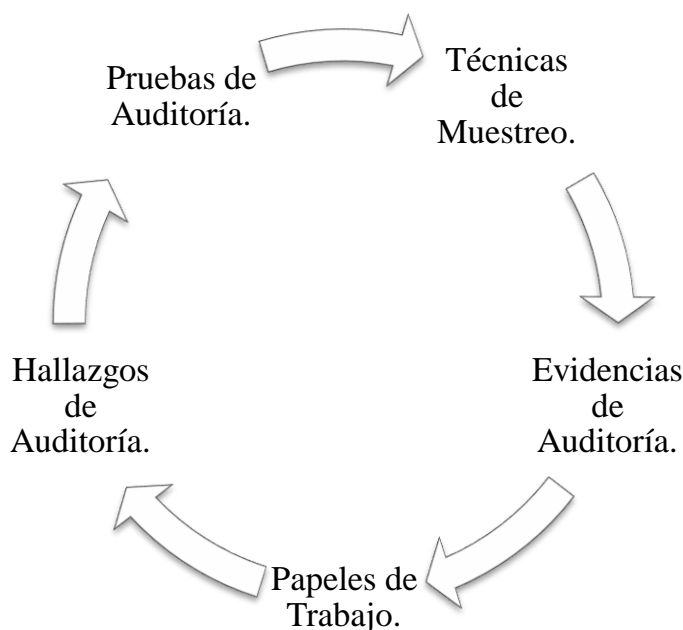 Pruebas de
Auditoría.
Técnicas
de
Muestreo.
Evidencias
de
Auditoría.
Papeles de
Trabajo.
Hallazgos
de
Auditoría.